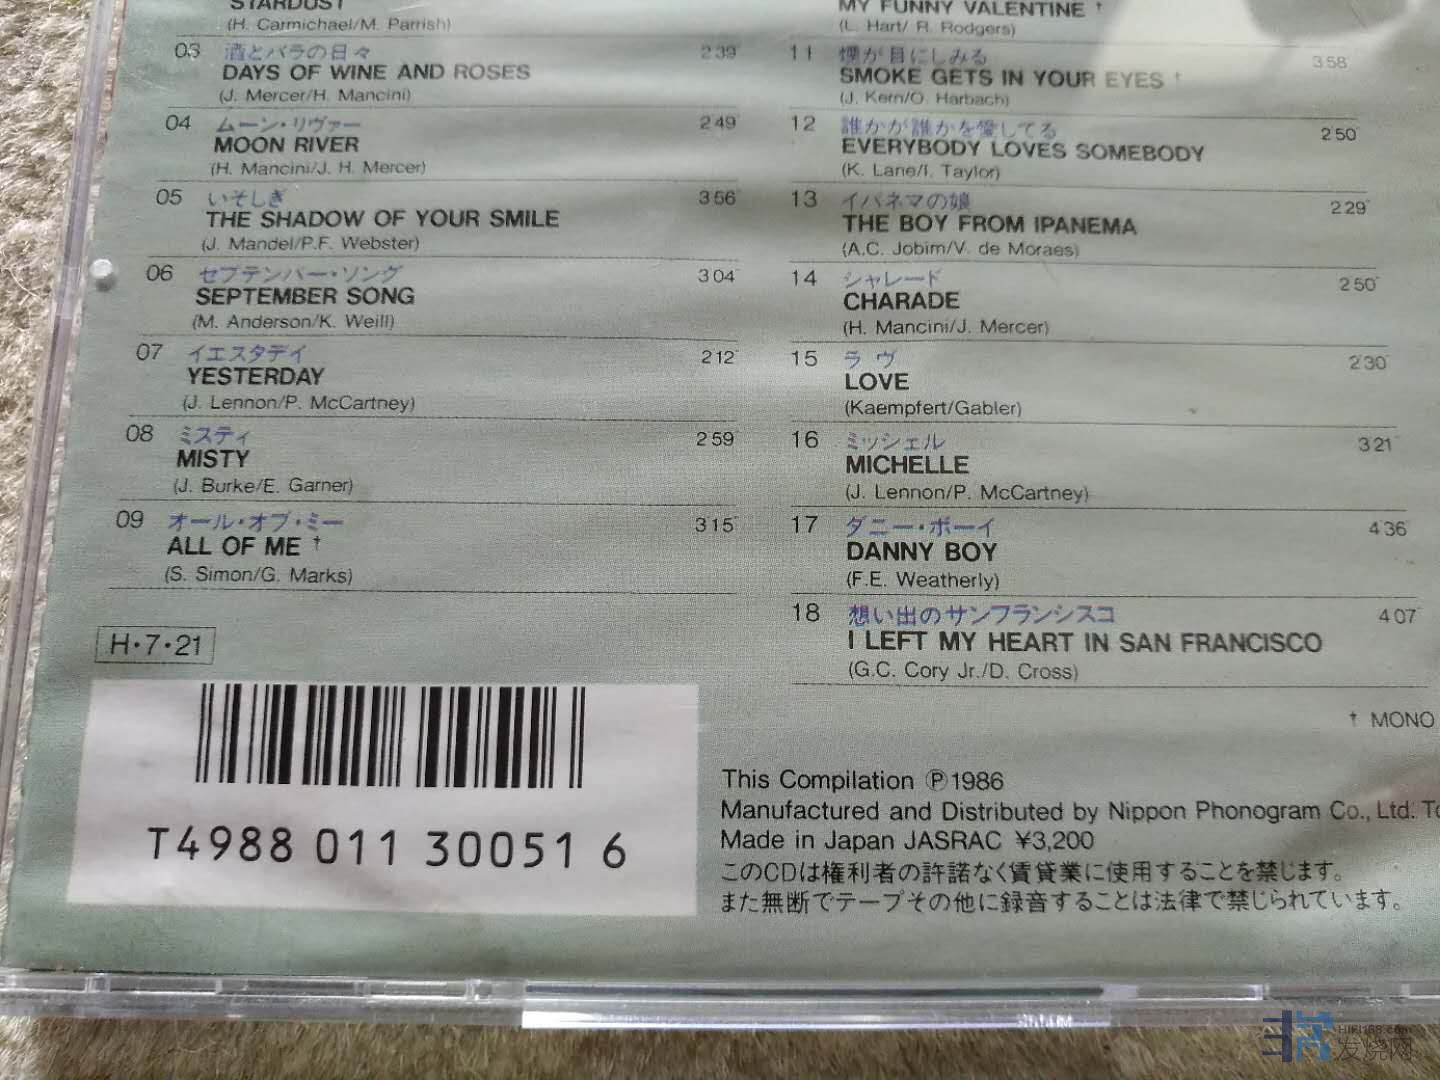 STARDUST
(H. Carmichael/M. Parrish)
03 酒とバラの日々 2'39"
DAYS OF WINE AND ROSES
(J. Mercer/H. Mancini)
04 ムーン・リヴァー 2'49"
MOON RIVER
(H. Mancini/J. H. Mercer)
05 いそしぎ 3'56"
THE SHADOW OF YOUR SMILE
(J. Mandel/P.F. Webster)
06 セプテンバー・ソング 3'04"
SEPTEMBER SONG
(M. Anderson/K. Weill)
07 イエスタデイ 2'12"
YESTERDAY
(J. Lennon/P. McCartney)
08 ミスティ 2'59"
MISTY
(J. Burke/E. Garner)
09 オール・オブ・ミー 3'15"
ALL OF ME †
(S. Simon/G. Marks)
MY FUNNY VALENTINE †
(L. Hart/ R. Rodgers)
11 煙が目にしみる 3'58"
SMOKE GETS IN YOUR EYES †
(J. Kern/O. Harbach)
12 誰かが誰かを愛してる 2'50"
EVERYBODY LOVES SOMEBODY
(K. Lane/I. Taylor)
13 イパネマの娘 2'29"
THE BOY FROM IPANEMA
(A.C. Jobim/V. de Moraes)
14 シャレード 2'50"
CHARADE
(H. Mancini/J. Mercer)
15 ラヴ 2'30"
LOVE
(Kaempfert/Gabler)
16 ミッシェル 3'21"
MICHELLE
(J. Lennon/P. McCartney)
17 ダニー・ボーイ 4'36"
DANNY BOY
(F.E. Weatherly)
18 想い出のサンフランシスコ 4'07"
I LEFT MY HEART IN SAN FRANCISCO
(G.C. Cory Jr./D. Cross)
† MONO
H・7・21
T4988 011 30051 6
This Compilation Ⓟ1986
Manufactured and Distributed by Nippon Phonogram Co., Ltd. To
Made in Japan JASRAC ¥3,200
このCDは権利者の許諾なく賃貸業に使用することを禁じます。
また無断でテープその他に録音することは法律で禁じられています。
HIFI168.com
发烧网